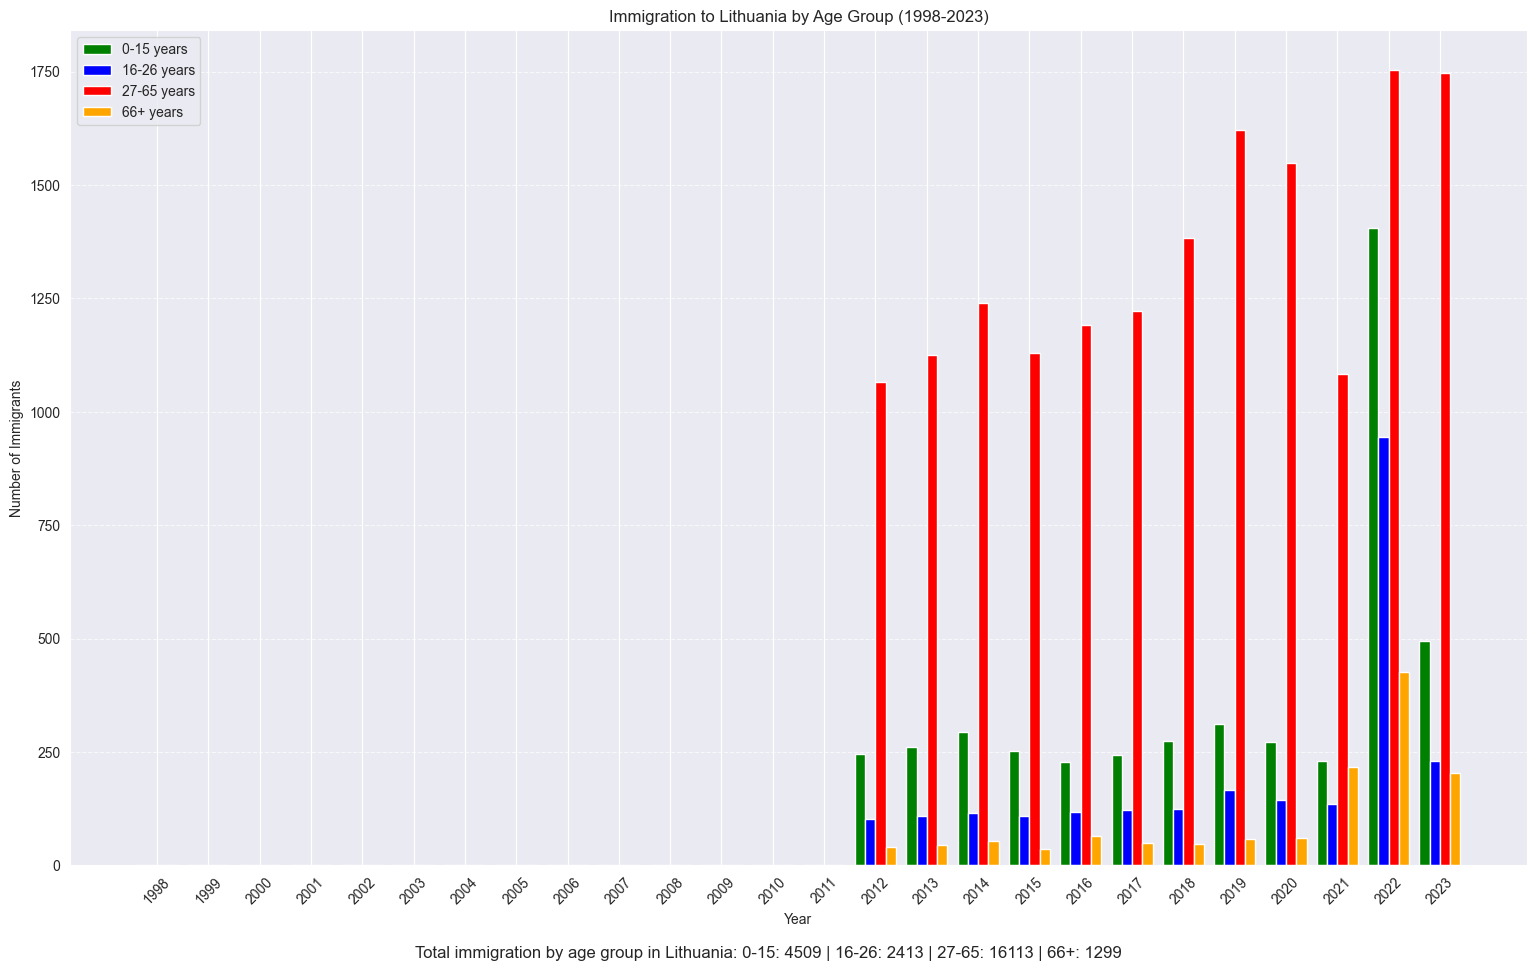 Immigration to Lithuania by Age Group (1998-2023)
0-15 years
16-26 years
27-65 years
66+ years
Number of Immigrants
1750
1500
1250
1000
750
500
250
0
1998 1999 2000 2001 2002 2003 2004 2005 2006 2007 2008 2009 2010 2011 2012 2013 2014 2015 2016 2017 2018 2019 2020 2021 2022 2023
Year
Total immigration by age group in Lithuania: 0-15: 4509 | 16-26: 2413 | 27-65: 16113 | 66+: 1299